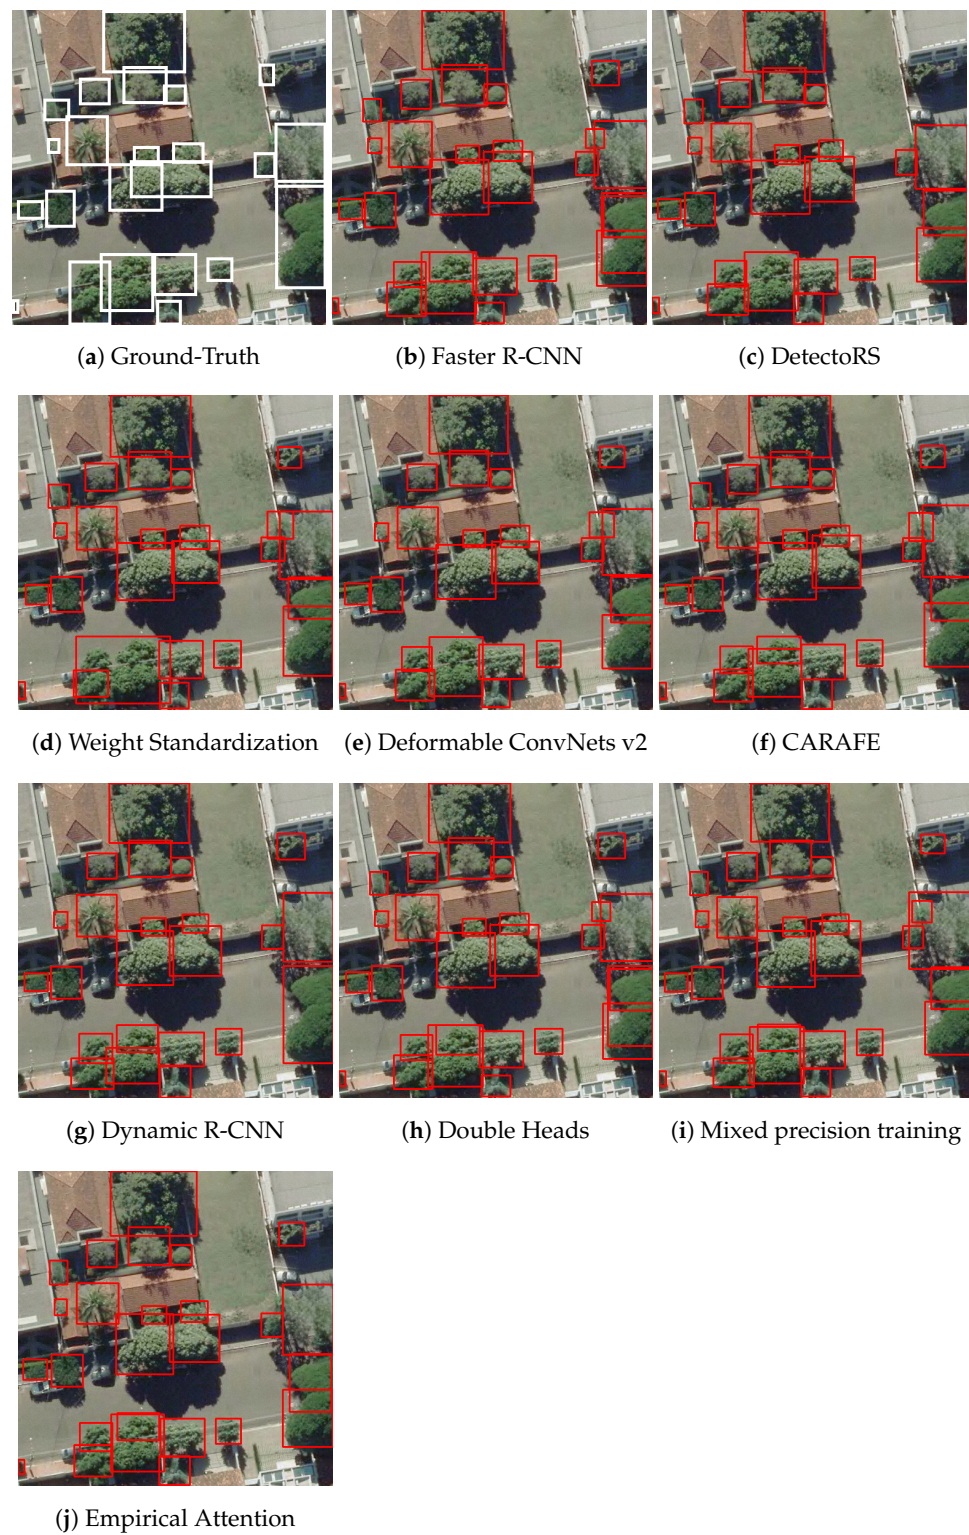 (a) Ground-Truth
(b) Faster R-CNN
(c) DetectoRS
(d) Weight Standardization
(e) Deformable ConvNets v2
(f) CARAFE
(g) Dynamic R-CNN
(h) Double Heads
(i) Mixed precision training
(j) Empirical Attention